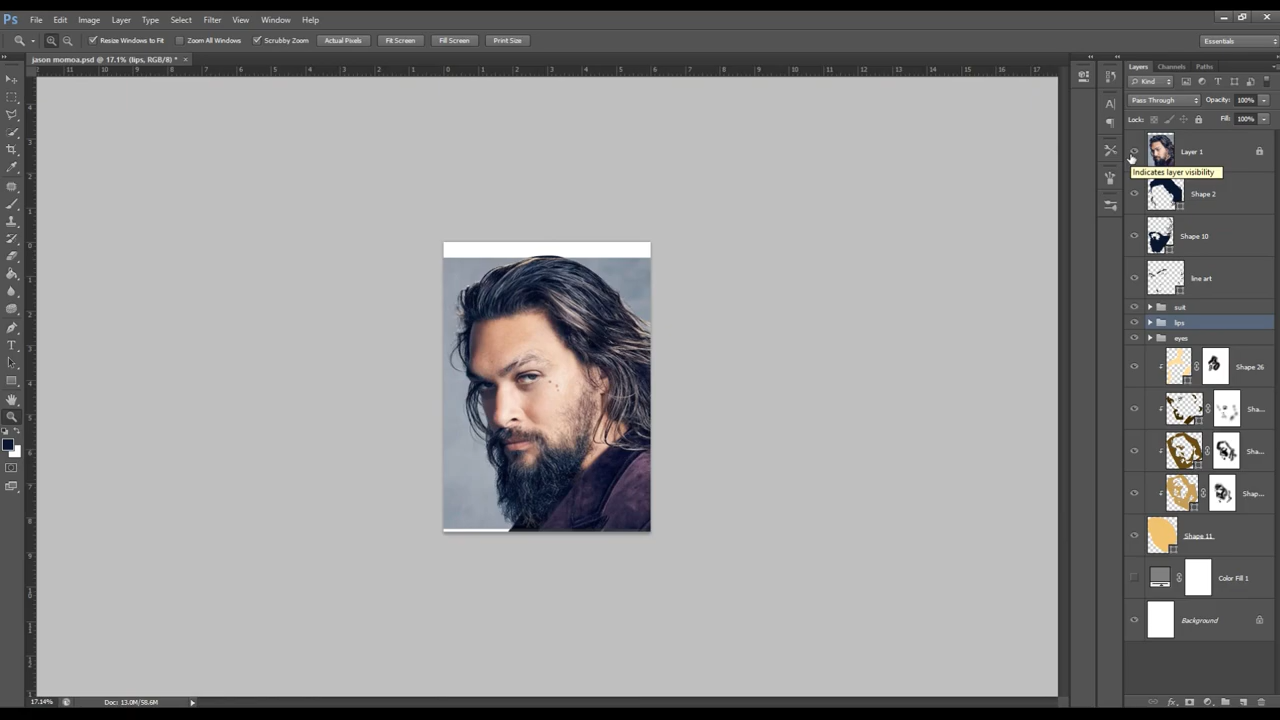 Ps File Edit Image Layer Type Select Filter View Window Help
Resize Windows to Fit Zoom All Windows Scrubby Zoom Actual Pixels Fit Screen Fill Screen Print Size Essentials
jason momoa.psd @ 17.1% (lips, RGB/8) * ×
Layers Channels Paths
Kind
Pass Through Opacity: 100%
Lock: Fill: 100%
Layer 1
Indicates layer visibility
Shape 2
Shape 10
line art
suit
lips
eyes
Shape 26
Sha...
Sha...
Shap...
Shape 11
Color Fill 1
Background
17.14% Doc: 13.0M/58.6M